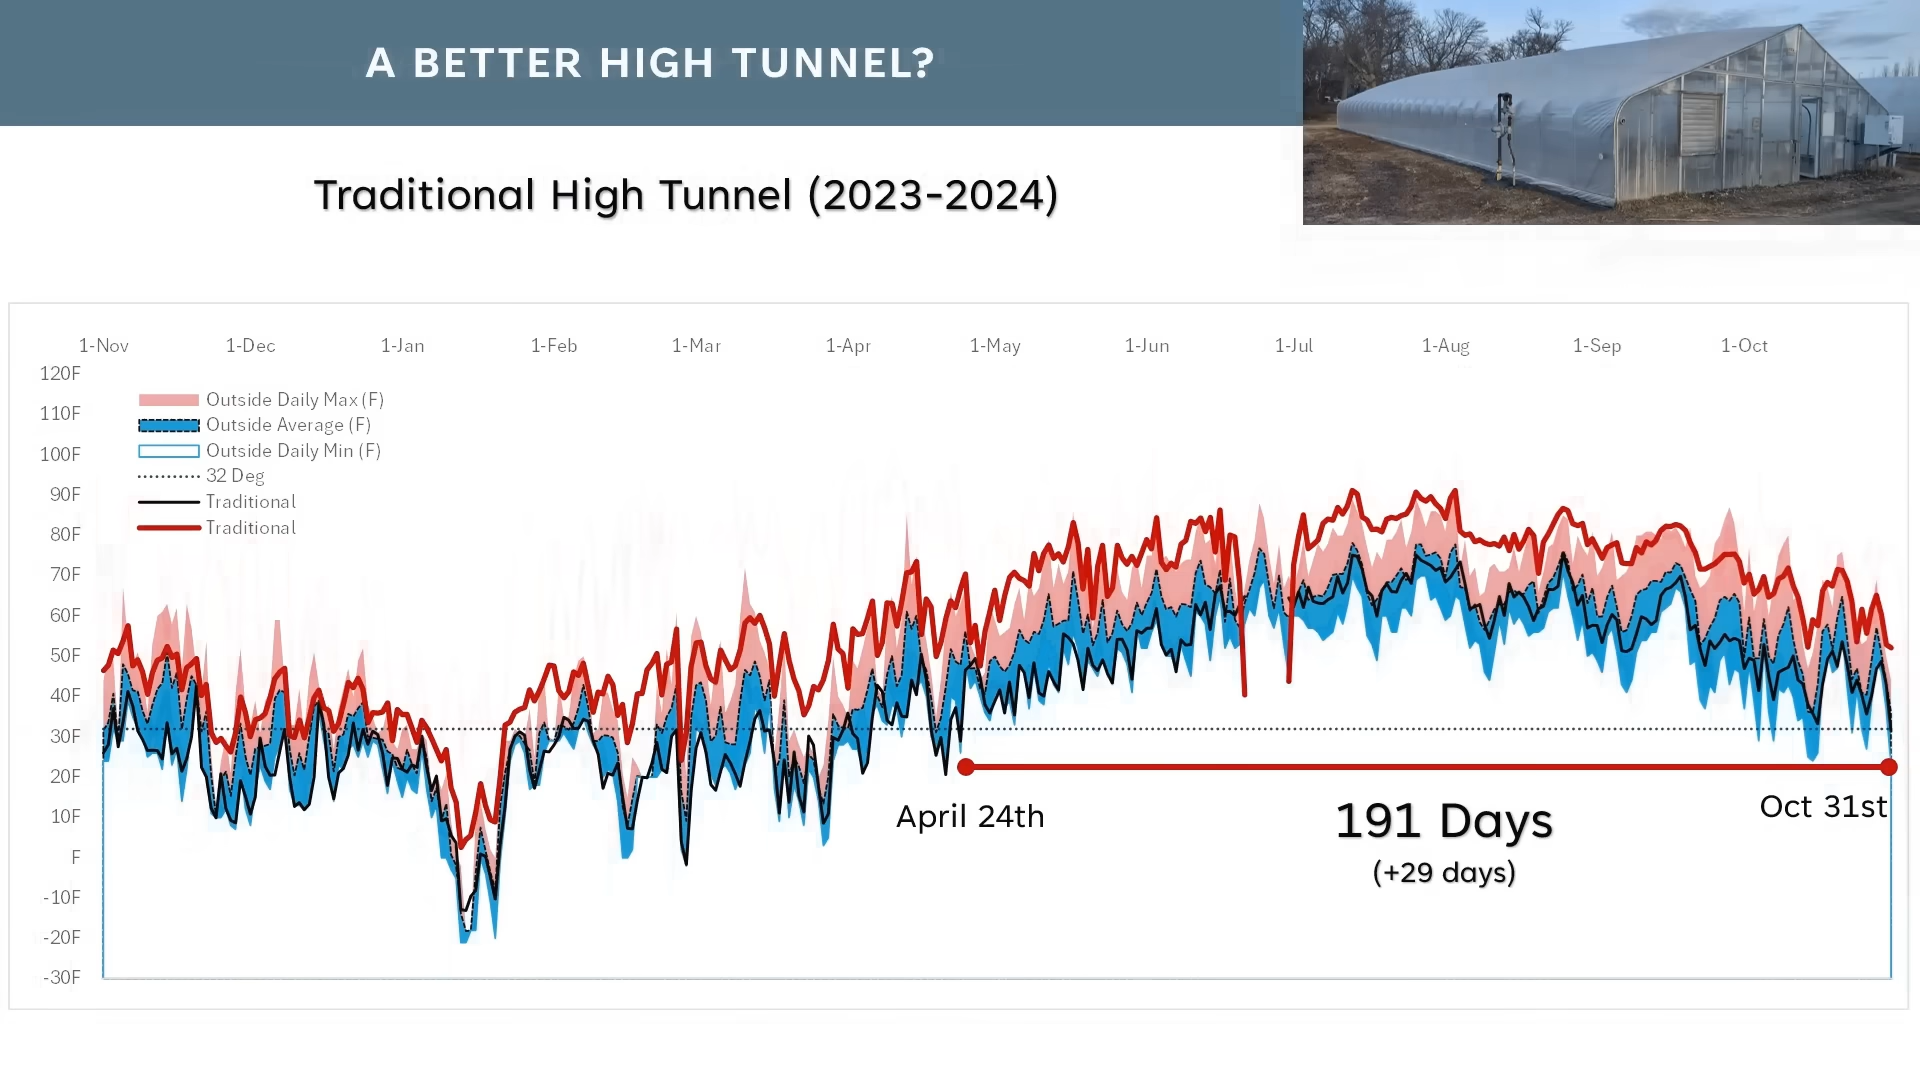 A BETTER HIGH TUNNEL?
Traditional High Tunnel (2023-2024)
1-Nov 1-Dec 1-Jan 1-Feb 1-Mar 1-Apr 1-May 1-Jun 1-Jul 1-Aug 1-Sep 1-Oct
120F
110F
100F
90F
80F
70F
60F
50F
40F
30F
20F
10F
F
-10F
-20F
-30F
Outside Daily Max (F)
Outside Average (F)
Outside Daily Min (F)
32 Deg
Traditional
Traditional
April 24th
191 Days
(+29 days)
Oct 31st